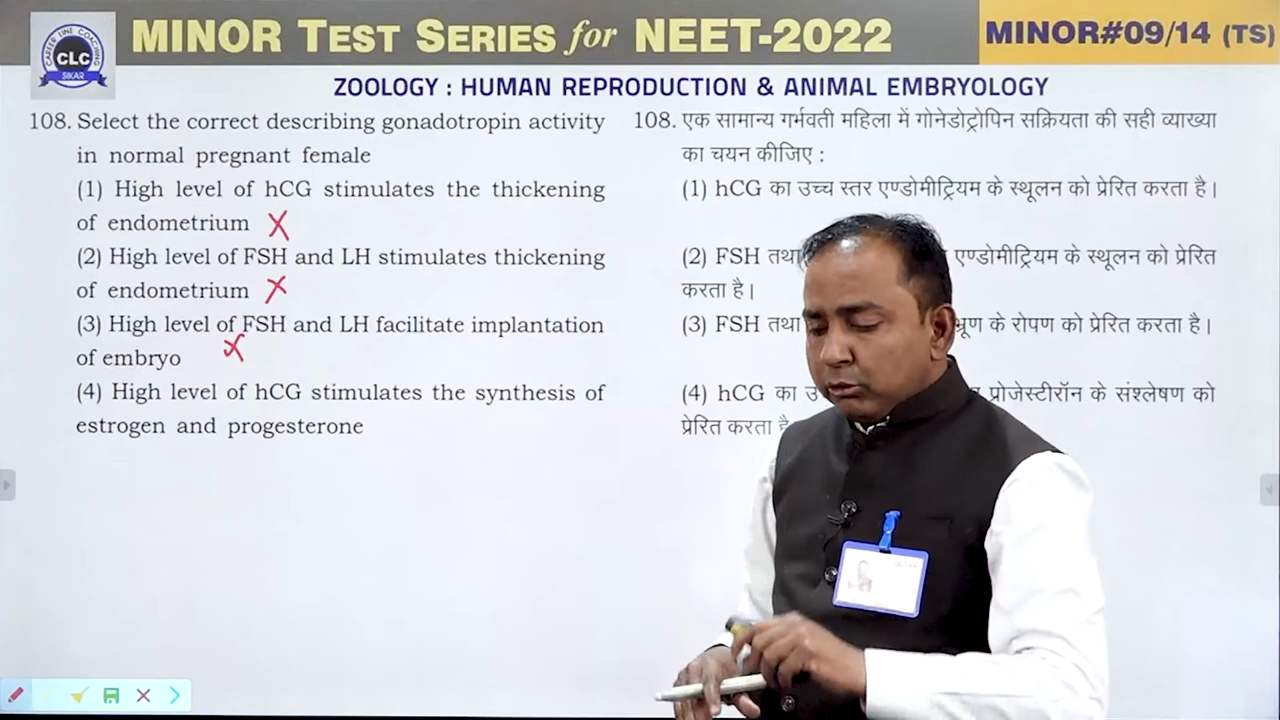 CAREER LINE COACHING
CLC
SIKAR
MINOR TEST SERIES for NEET-2022
MINOR#09/14 (TS)
ZOOLOGY : HUMAN REPRODUCTION & ANIMAL EMBRYOLOGY
108. Select the correct describing gonadotropin activity
in normal pregnant female
(1) High level of hCG stimulates the thickening
of endometrium
(2) High level of FSH and LH stimulates thickening
of endometrium
(3) High level of FSH and LH facilitate implantation
of embryo
(4) High level of hCG stimulates the synthesis of
estrogen and progesterone
108. एक सामान्य गर्भवती महिला में गोनेडोट्रोपिन सक्रियता की सही व्याख्या
का चयन कीजिए :
(1) hCG का उच्च स्तर एण्डोमीट्रियम के स्थूलन को प्रेरित करता है।
(2) FSH तथा एण्डोमीट्रियम के स्थूलन को प्रेरित
करता है।
(3) FSH तथा भ्रूण के रोपण को प्रेरित करता है।
(4) hCG का प्रोजेस्टीरॉन के संश्लेषण को
प्रेरित करता है